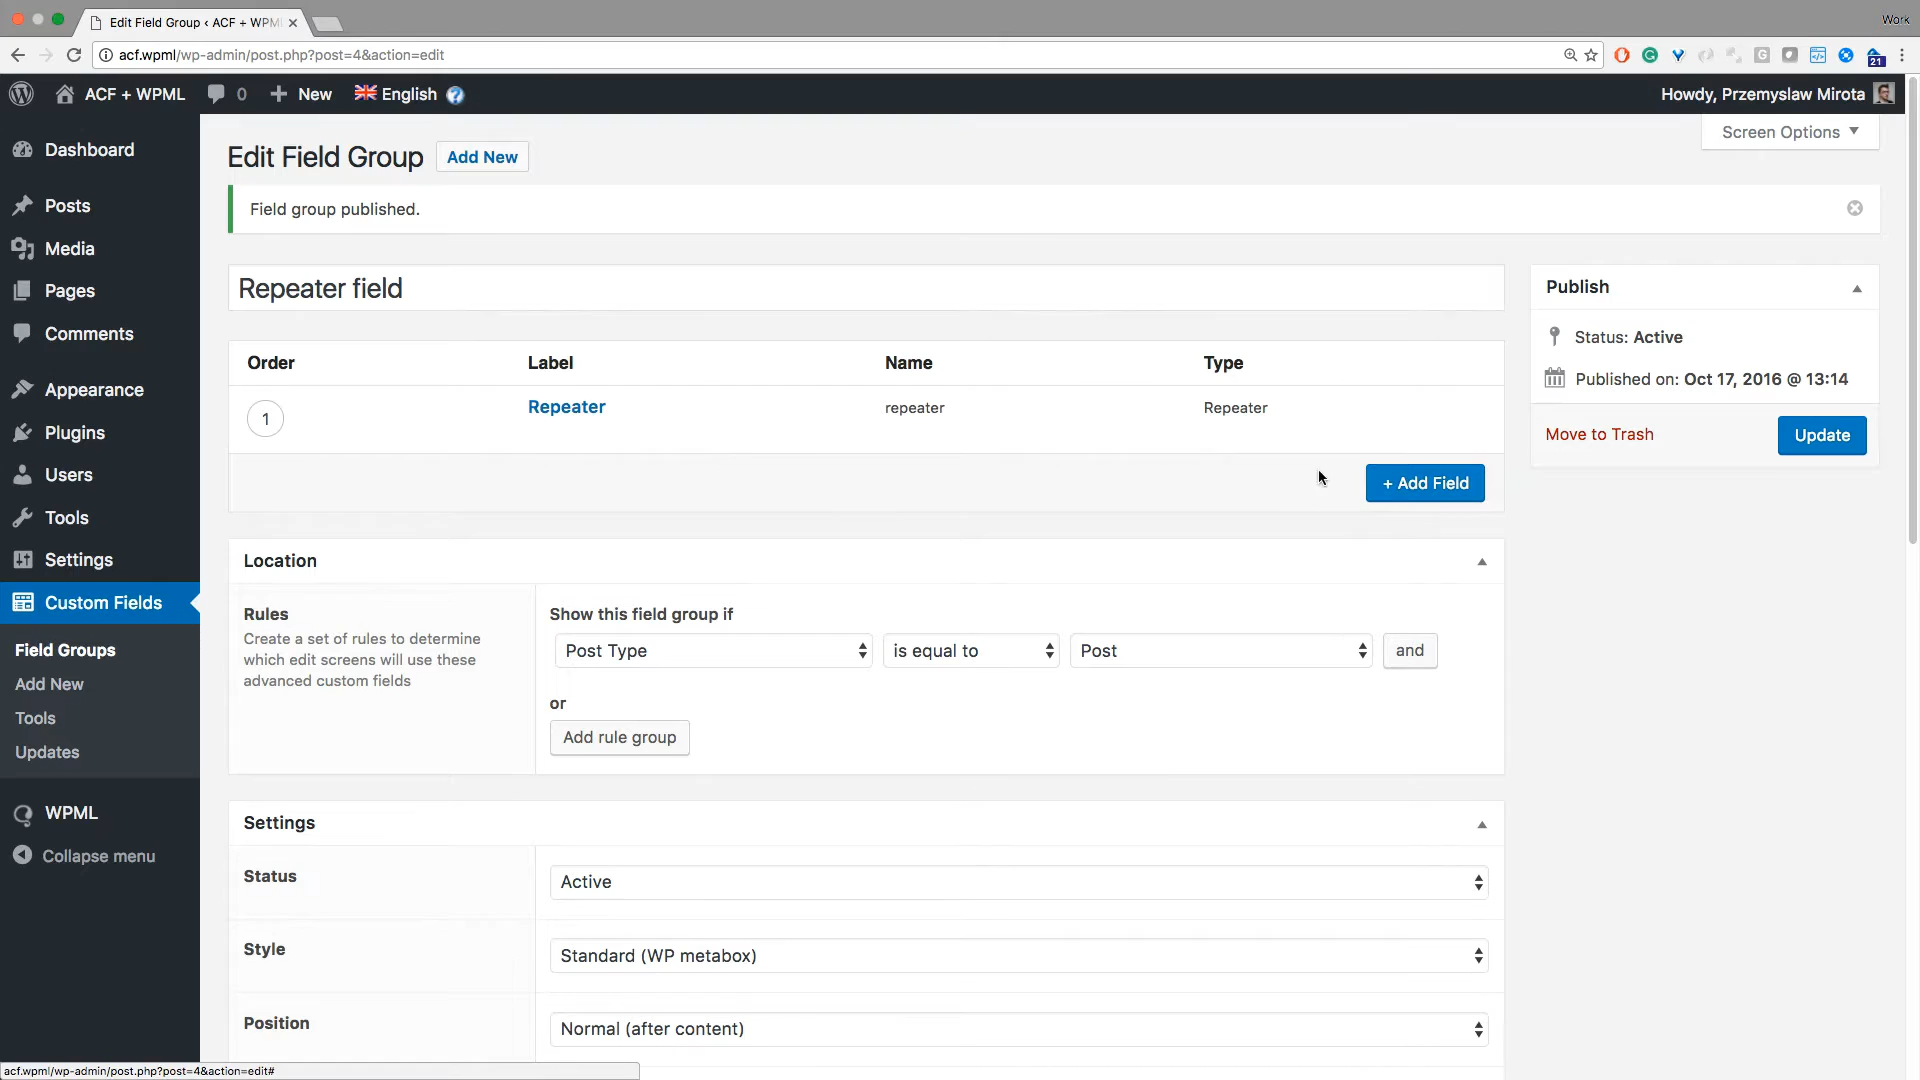 Edit Field Group ‹ ACF + WPML
Work
acf.wpml/wp-admin/post.php?post=4&action=edit
21
ACF + WPML
0
New
English
Howdy, Przemyslaw Mirota
Screen Options
Dashboard
Posts
Media
Pages
Comments
Appearance
Plugins
Users
Tools
Settings
Custom Fields
Field Groups
Add New
Tools
Updates
WPML
Collapse menu
Edit Field Group
Add New
Field group published.
Repeater field
Order Label Name Type
1 Repeater repeater Repeater
+ Add Field
Location
Rules
Create a set of rules to determine
which edit screens will use these
advanced custom fields
Show this field group if
Post Type is equal to Post and
or
Add rule group
Settings
Status
Active
Style
Standard (WP metabox)
Position
Normal (after content)
Publish
Status: Active
Published on: Oct 17, 2016 @ 13:14
Move to Trash
Update
acf.wpml/wp-admin/post.php?post=4&action=edit#